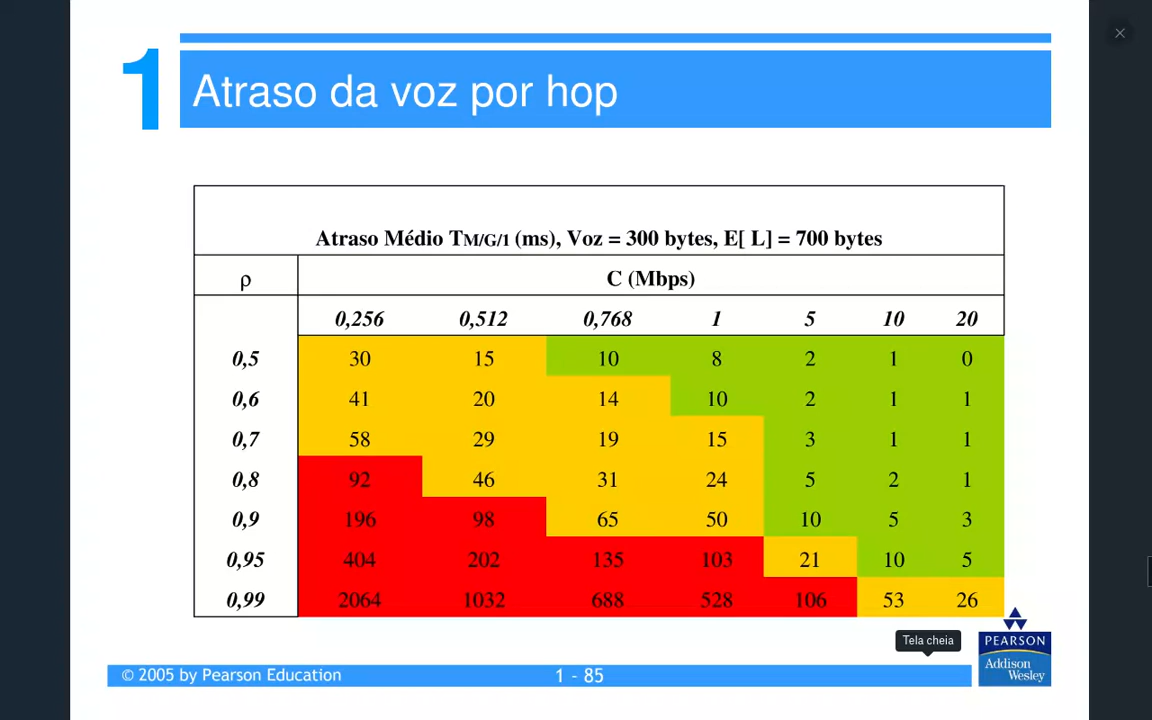 1
Atraso da voz por hop
Atraso Médio TM/G/1 (ms), Voz = 300 bytes, E[ L] = 700 bytes
ρ C (Mbps)
0,256 0,512 0,768 1 5 10 20
0,5 30 15 10 8 2 1 0
0,6 41 20 14 10 2 1 1
0,7 58 29 19 15 3 1 1
0,8 92 46 31 24 5 2 1
0,9 196 98 65 50 10 5 3
0,95 404 202 135 103 21 10 5
0,99 2064 1032 688 528 106 53 26
Tela cheia
PEARSON
Addison
Wesley
© 2005 by Pearson Education 1 - 85